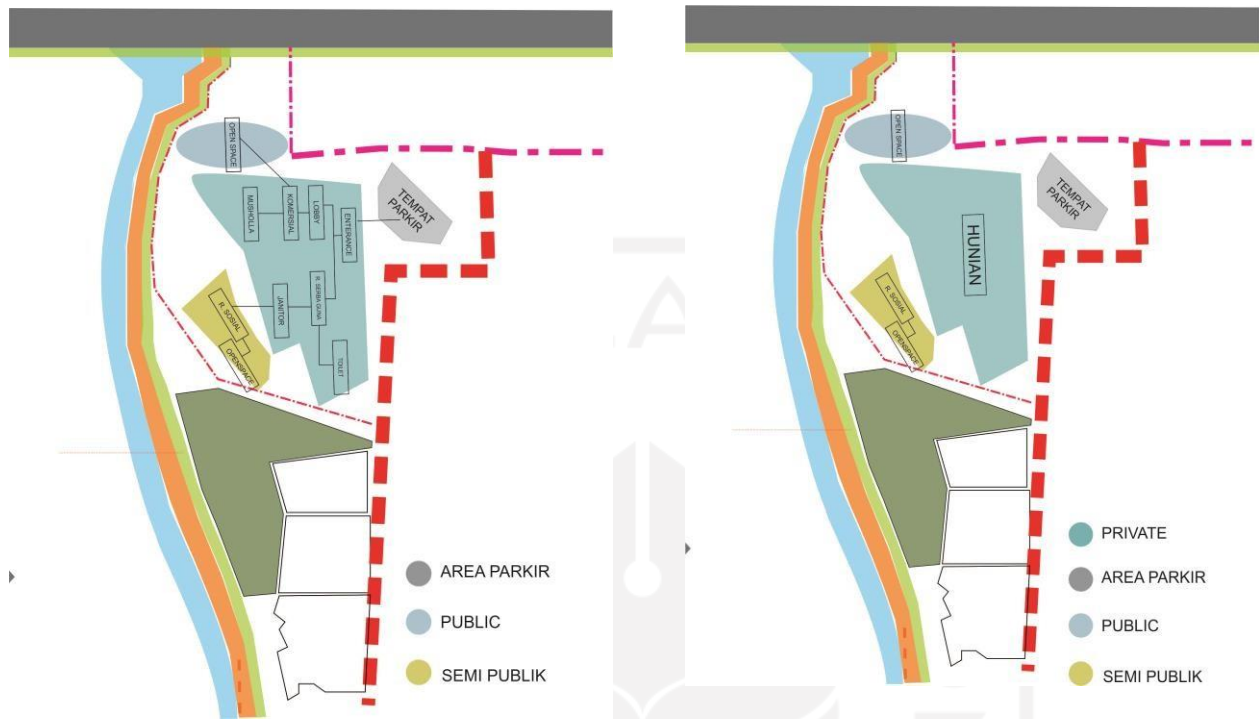 OPEN SPACE
MUSHOLLA
KOMERSIAL
LOBBY
ENTERANCE
TEMPAT
PARKIR
R. SOSIAL
OPENSPACE
JANITOR
R. SERBA GUNA
TOILET
AREA PARKIR
PUBLIC
SEMI PUBLIK
OPEN SPACE
HUNIAN
TEMPAT
PARKIR
R. SOSIAL
OPENSPACE
PRIVATE
AREA PARKIR
PUBLIC
SEMI PUBLIK